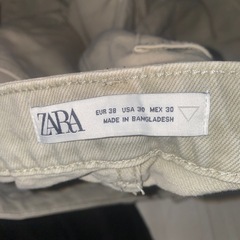 ZARA
EUR 38 USA 30 MEX 30
MADE IN BANGLADESH